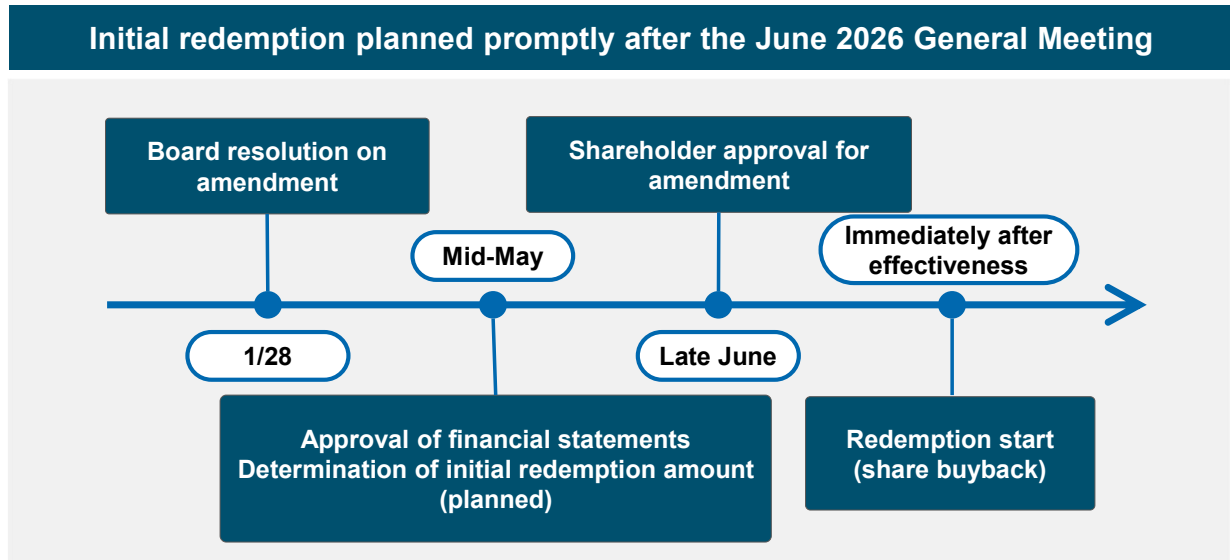 Initial redemption planned promptly after the June 2026 General Meeting
Board resolution on
amendment
Shareholder approval for
amendment
Mid-May
Immediately after
effectiveness
1/28
Late June
Approval of financial statements
Determination of initial redemption amount
(planned)
Redemption start
(share buyback)